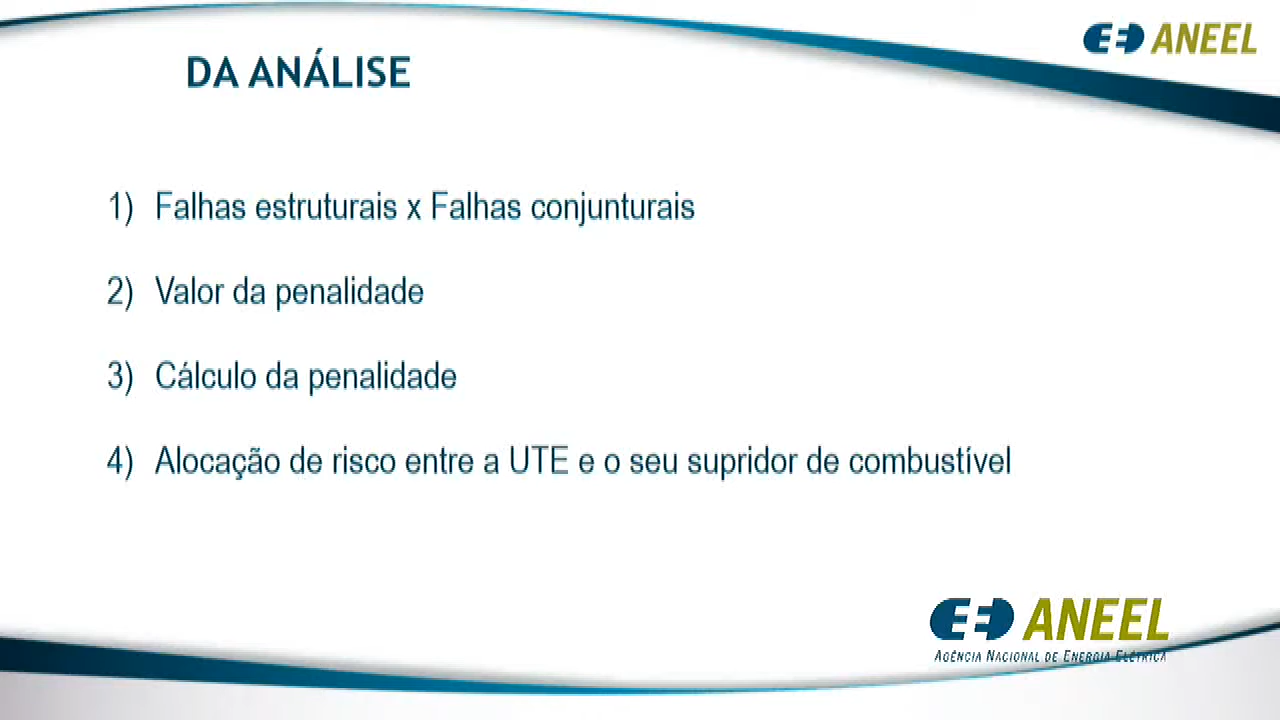 ANEEL
DA ANÁLISE
1) Falhas estruturais x Falhas conjunturais
2) Valor da penalidade
3) Cálculo da penalidade
4) Alocação de risco entre a UTE e o seu supridor de combustível
ANEEL
AGÊNCIA NACIONAL DE ENERGIA ELÉTRICA